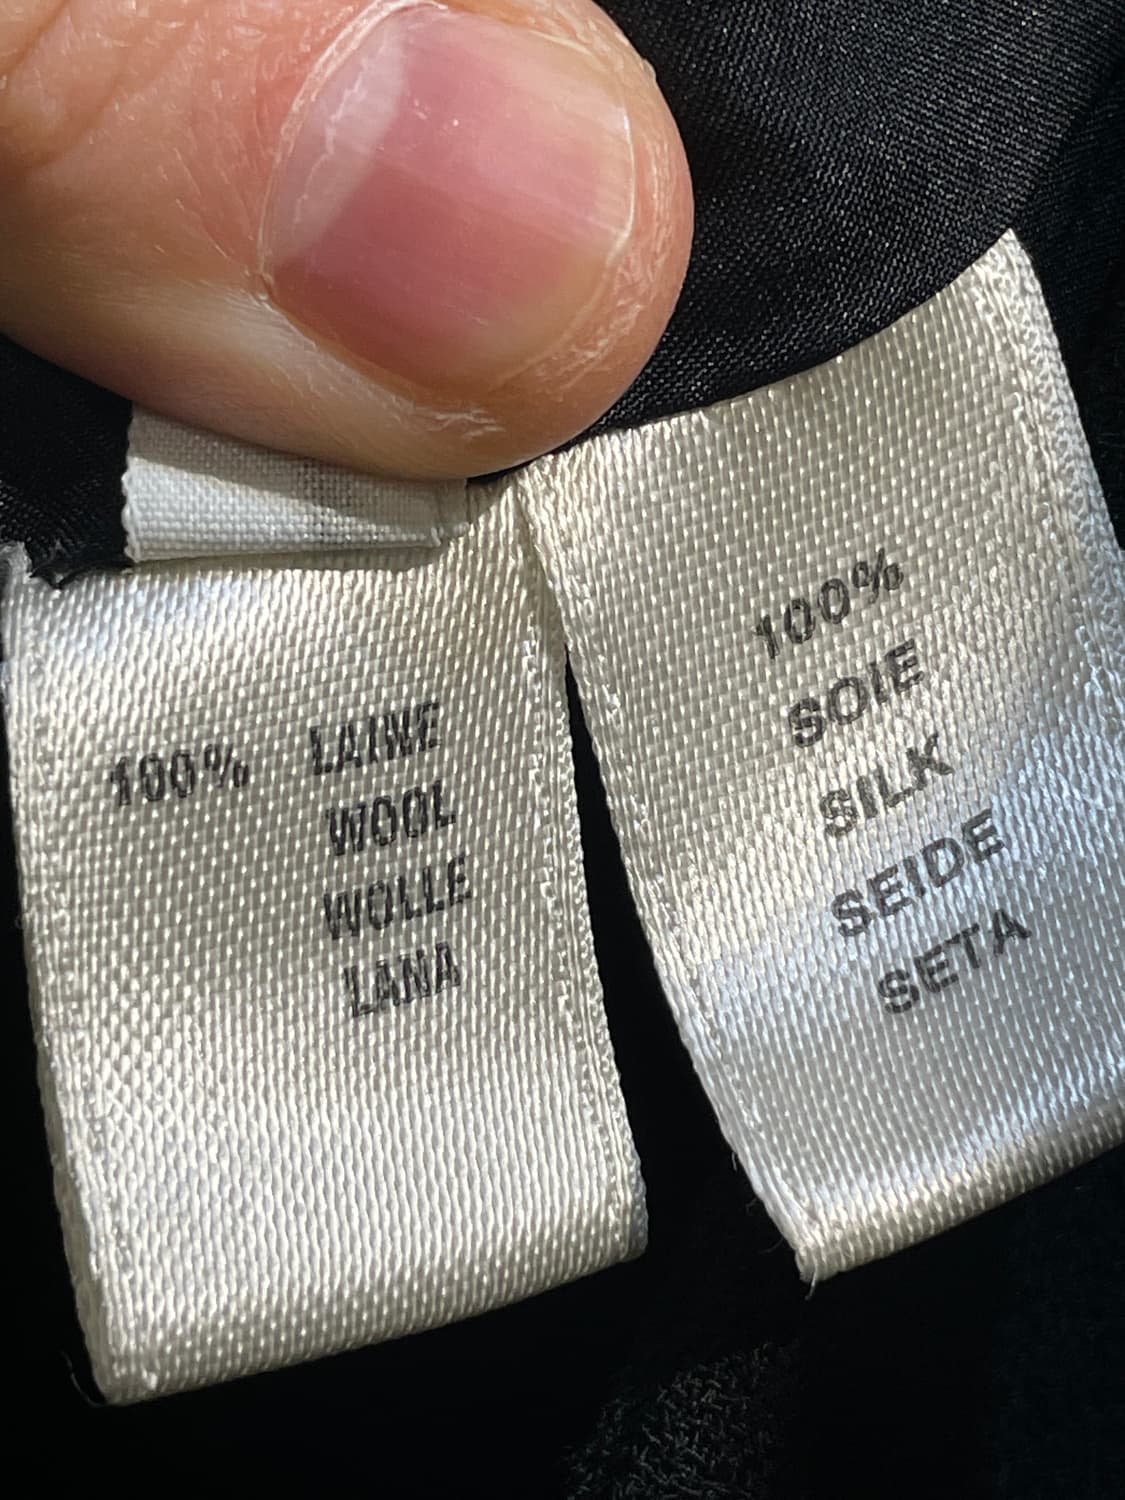 100% LAINE
WOOL
WOLLE
LANA
100%
SOIE
SILK
SEIDE
SETA